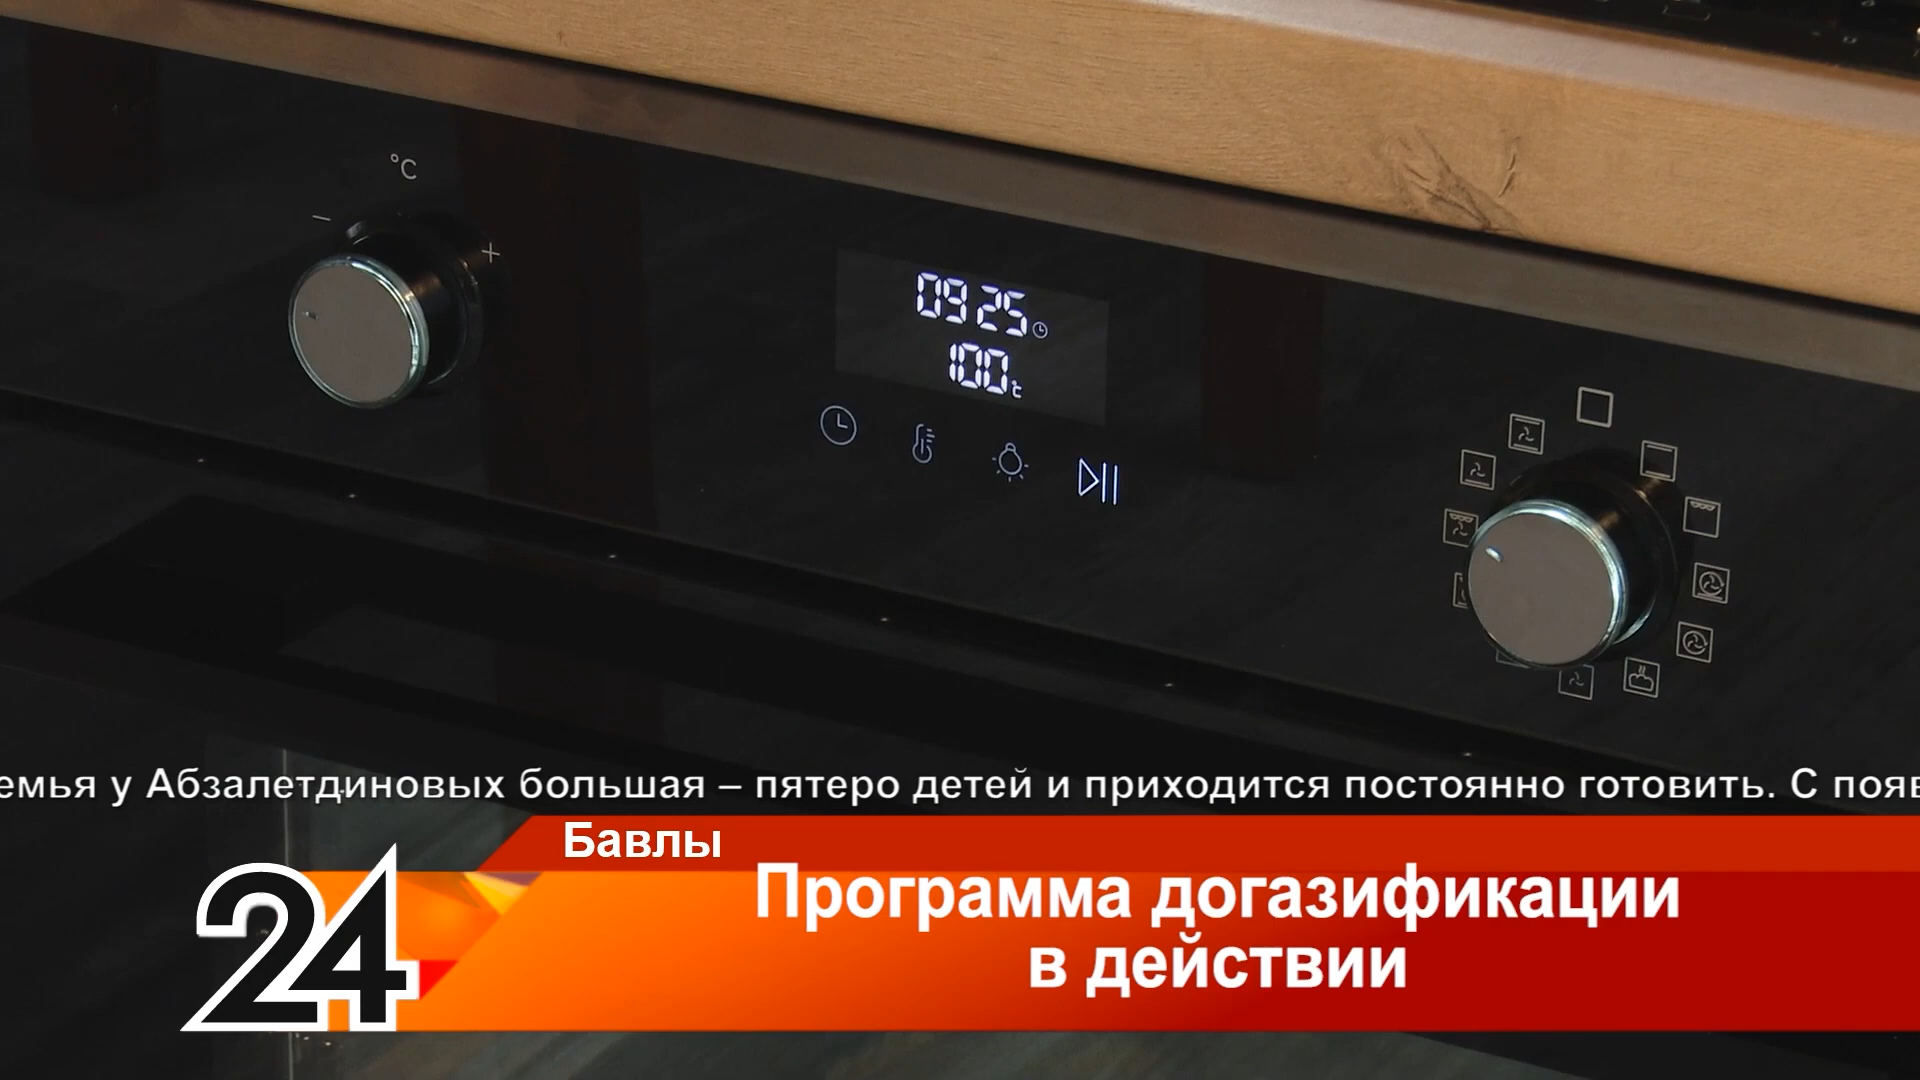 °C
− +
09 25
100 °C
емья у Абзалетдиновых большая – пятеро детей и приходится постоянно готовить. С появ
Бавлы
24
Программа догазификации
в действии